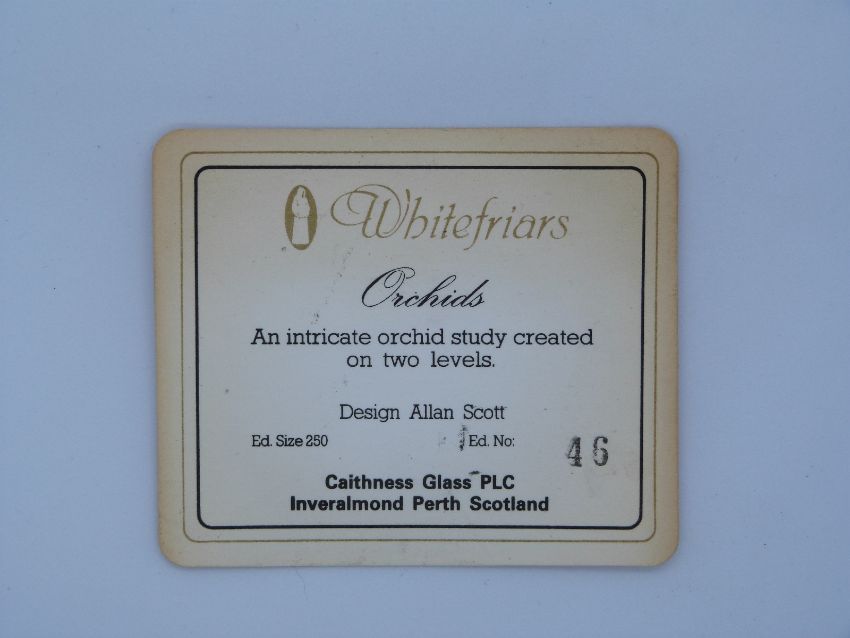 Whitefriars
Orchids
An intricate orchid study created
on two levels.
Design Allan Scott
Ed. Size 250 Ed. No: 46
Caithness Glass PLC
Inveralmond Perth Scotland